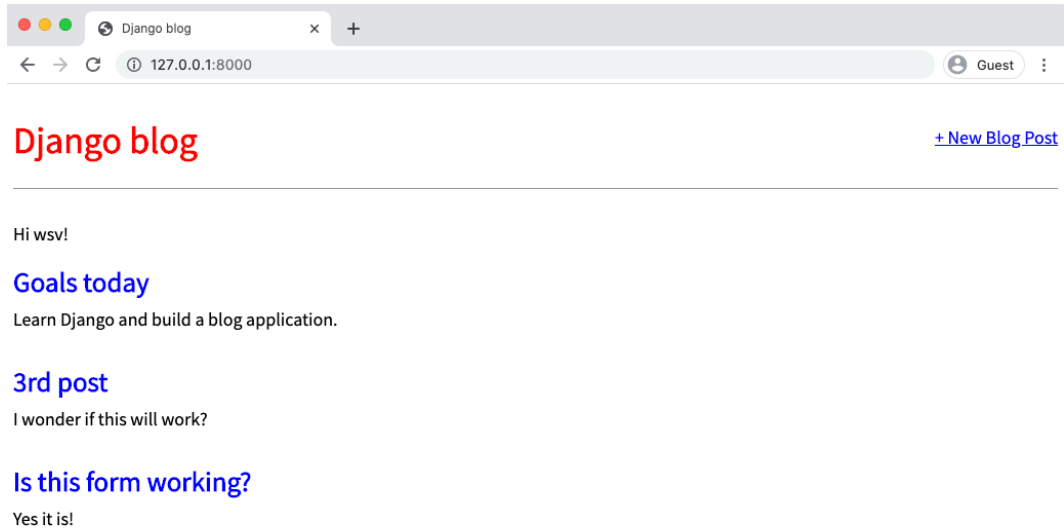 Django blog
127.0.0.1:8000
Guest
Django blog
+ New Blog Post
Hi wsv!
Goals today
Learn Django and build a blog application.
3rd post
I wonder if this will work?
Is this form working?
Yes it is!